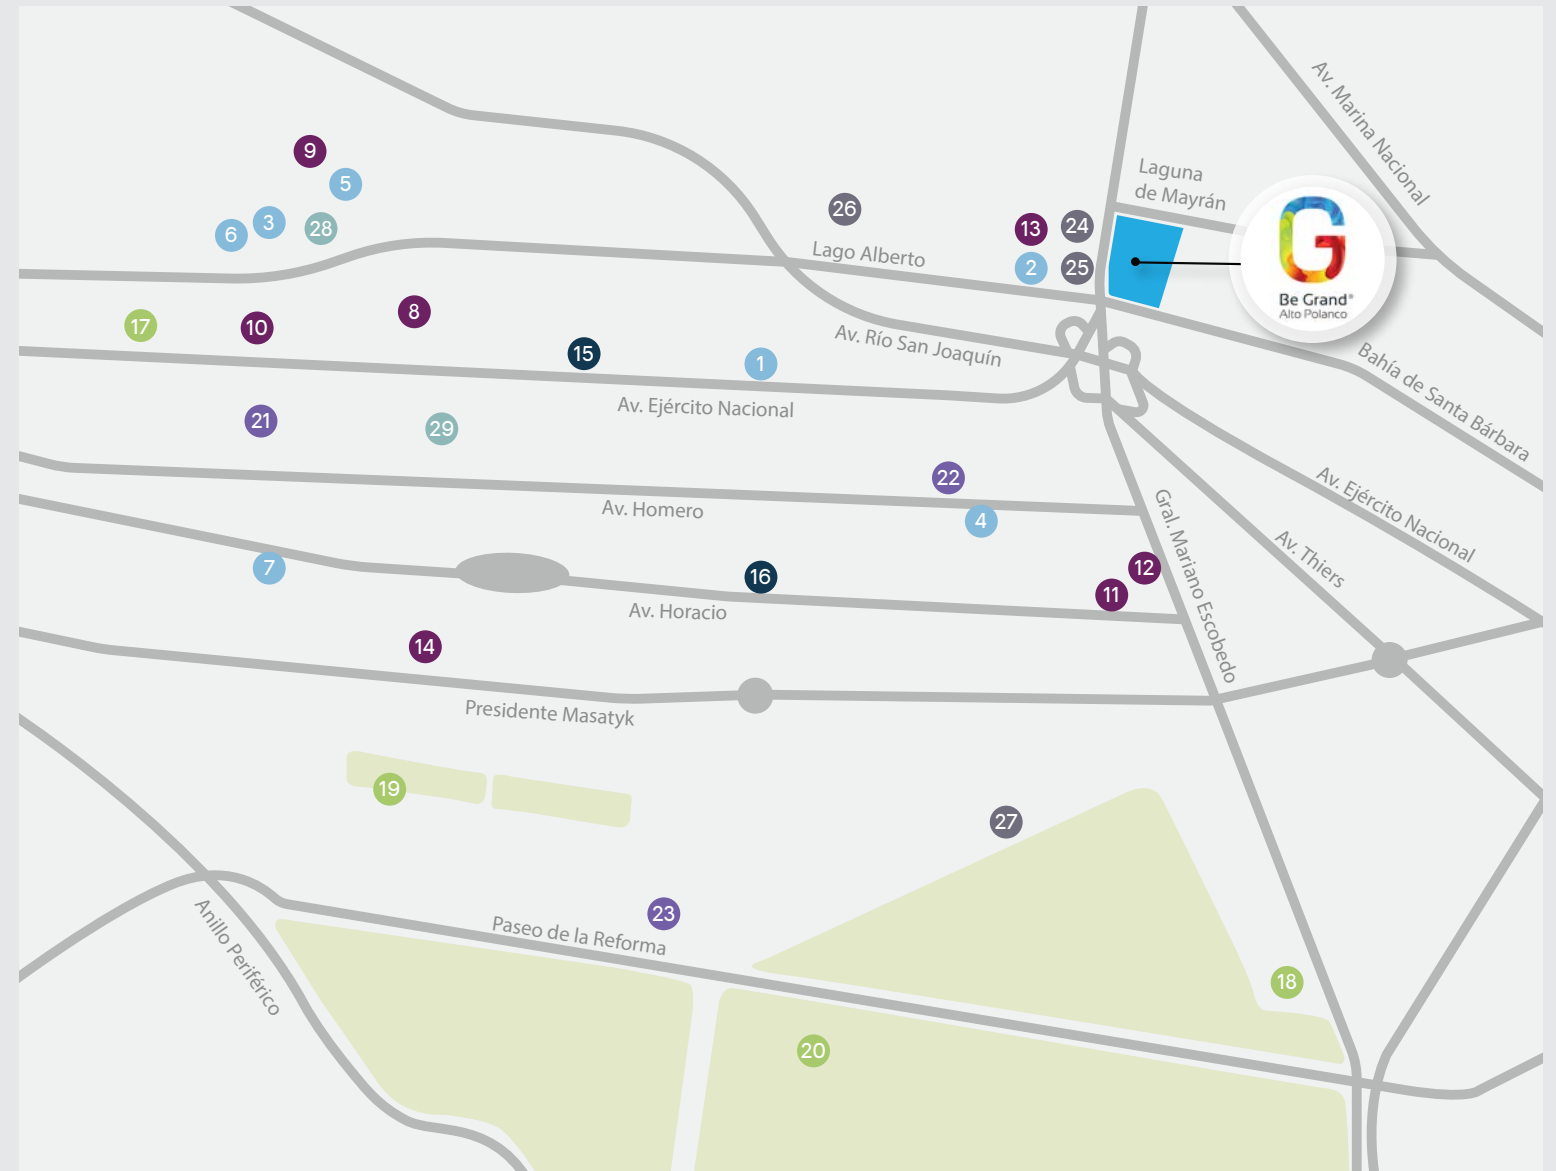 Av. Marina Nacional
9
Laguna
de Mayrán
5
26
6
3
28
13
24
Lago Alberto
2
25
G
Be Grand®
Alto Polanco
17
10
8
15
1
Av. Río San Joaquín
Bahía de Santa Bárbara
Av. Ejército Nacional
21
29
22
4
Av. Homero
Gral. Mariano Escobedo
Av. Ejército Nacional
Av. Thiers
7
16
12
11
Av. Horacio
14
Presidente Masatyk
19
27
Anillo Periférico
23
Paseo de la Reforma
18
20